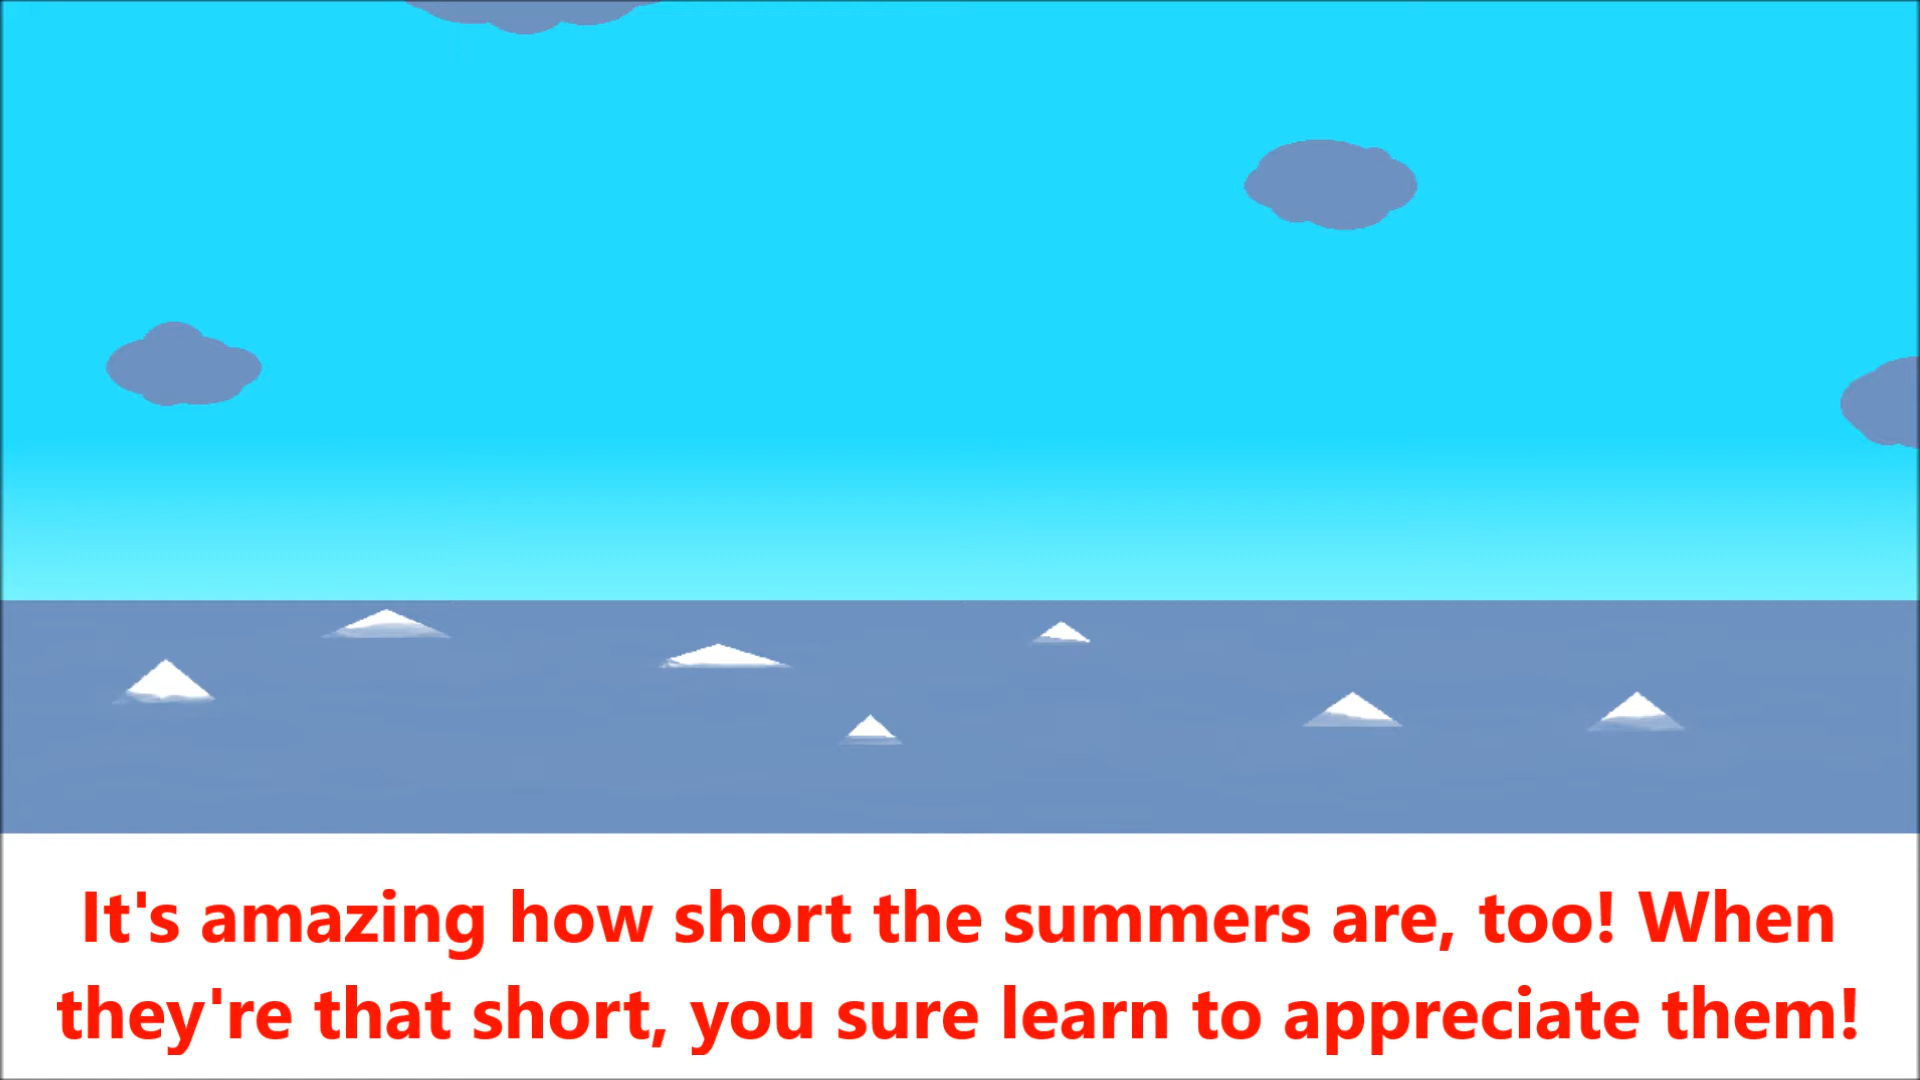 It's amazing how short the summers are, too! When
they're that short, you sure learn to appreciate them!